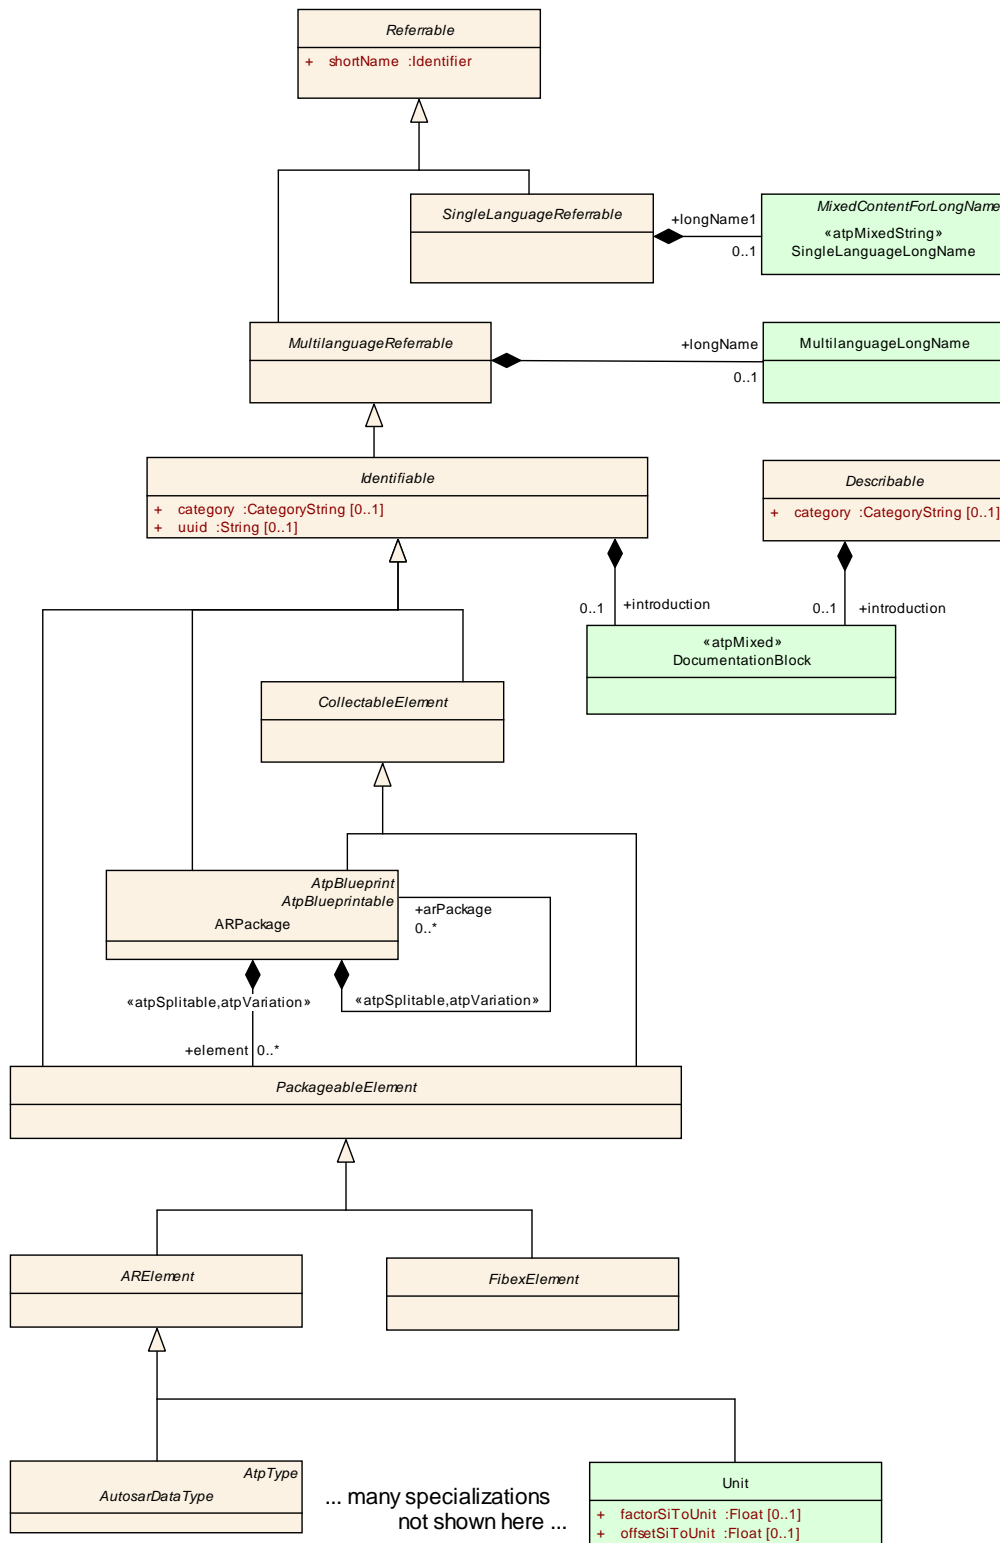 Referrable
+ shortName :Identifier
SingleLanguageReferrable
+longName1
0..1
MixedContentForLongName
«atpMixedString»
SingleLanguageLongName
MultilanguageReferrable
+longName
0..1
MultilanguageLongName
Identifiable
+ category :CategoryString [0..1]
+ uuid :String [0..1]
Describable
+ category :CategoryString [0..1]
0..1 +introduction
0..1 +introduction
«atpMixed»
DocumentationBlock
CollectableElement
AtpBlueprint
AtpBlueprintable
ARPackage
+arPackage
0..*
«atpSplitable,atpVariation»
«atpSplitable,atpVariation»
+element 0..*
PackageableElement
ARElement
FibexElement
AtpType
AutosarDataType
... many specializations
not shown here ...
Unit
+ factorSiToUnit :Float [0..1]
+ offsetSiToUnit :Float [0..1]